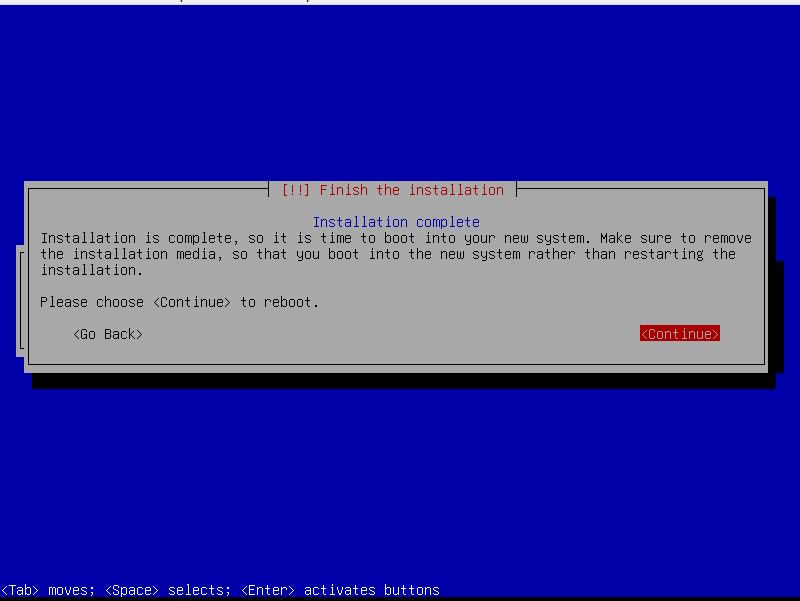 [!!] Finish the installation
Installation complete
Installation is complete, so it is time to boot into your new system. Make sure to remove
the installation media, so that you boot into the new system rather than restarting the
installation.
Please choose <Continue> to reboot.
<Go Back> <Continue>
<Tab> moves; <Space> selects; <Enter> activates buttons